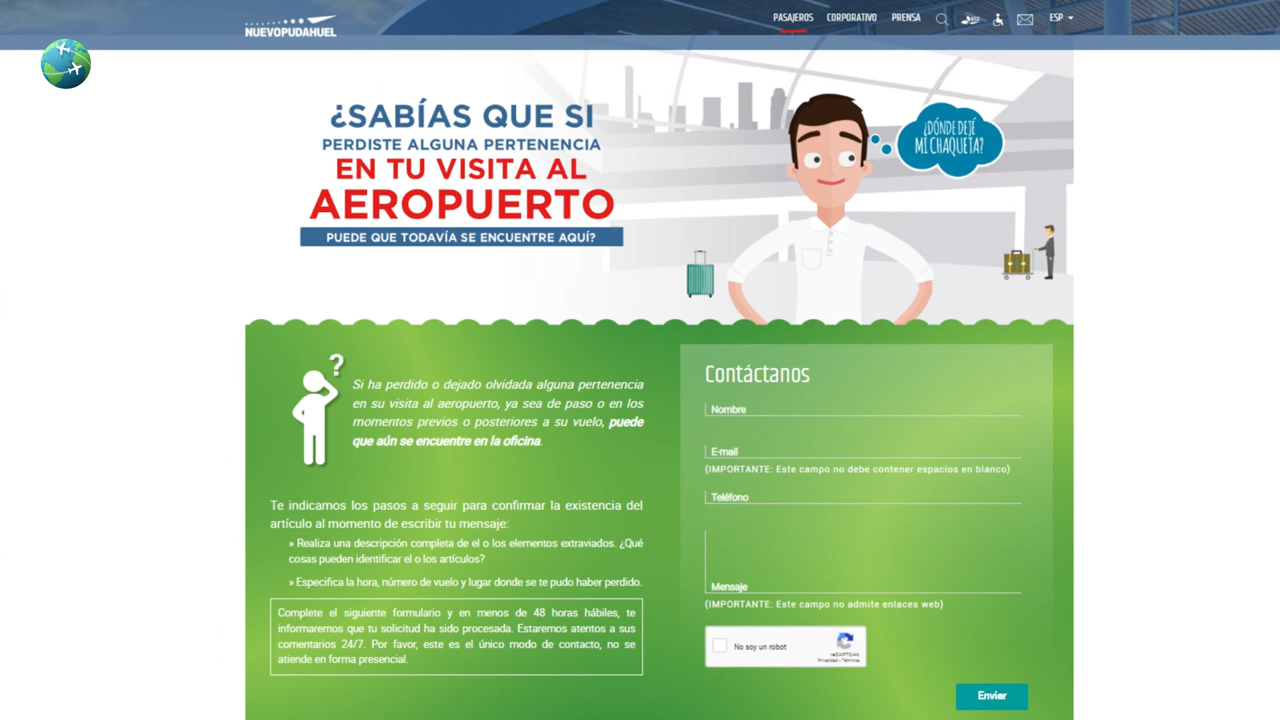 NUEVOPUDAHUEL
PASAJEROS CORPORATIVO PRENSA ESP
¿SABÍAS QUE SI
PERDISTE ALGUNA PERTENENCIA
EN TU VISITA AL
AEROPUERTO
PUEDE QUE TODAVÍA SE ENCUENTRE AQUÍ?
¿DÓNDE DEJÉ
MI CHAQUETA?
?
Si ha perdido o dejado olvidada alguna pertenencia
en su visita al aeropuerto, ya sea de paso o en los
momentos previos o posteriores a su vuelo, puede
que aún se encuentre en la oficina.
Te indicamos los pasos a seguir para confirmar la existencia del
artículo al momento de escribir tu mensaje:
» Realiza una descripción completa de el o los elementos extraviados. ¿Qué
cosas pueden identificar el o los artículos?
» Especifica la hora, número de vuelo y lugar donde se te pudo haber perdido.
Complete el siguiente formulario y en menos de 48 horas hábiles, te
informaremos que tu solicitud ha sido procesada. Estaremos atentos a sus
comentarios 24/7. Por favor, este es el único modo de contacto, no se
atiende en forma presencial.
Contáctanos
Nombre
E-mail
(IMPORTANTE: Este campo no debe contener espacios en blanco)
Teléfono
Mensaje
(IMPORTANTE: Este campo no admite enlaces web)
No soy un robot
reCAPTCHA
Privacidad - Términos
Enviar